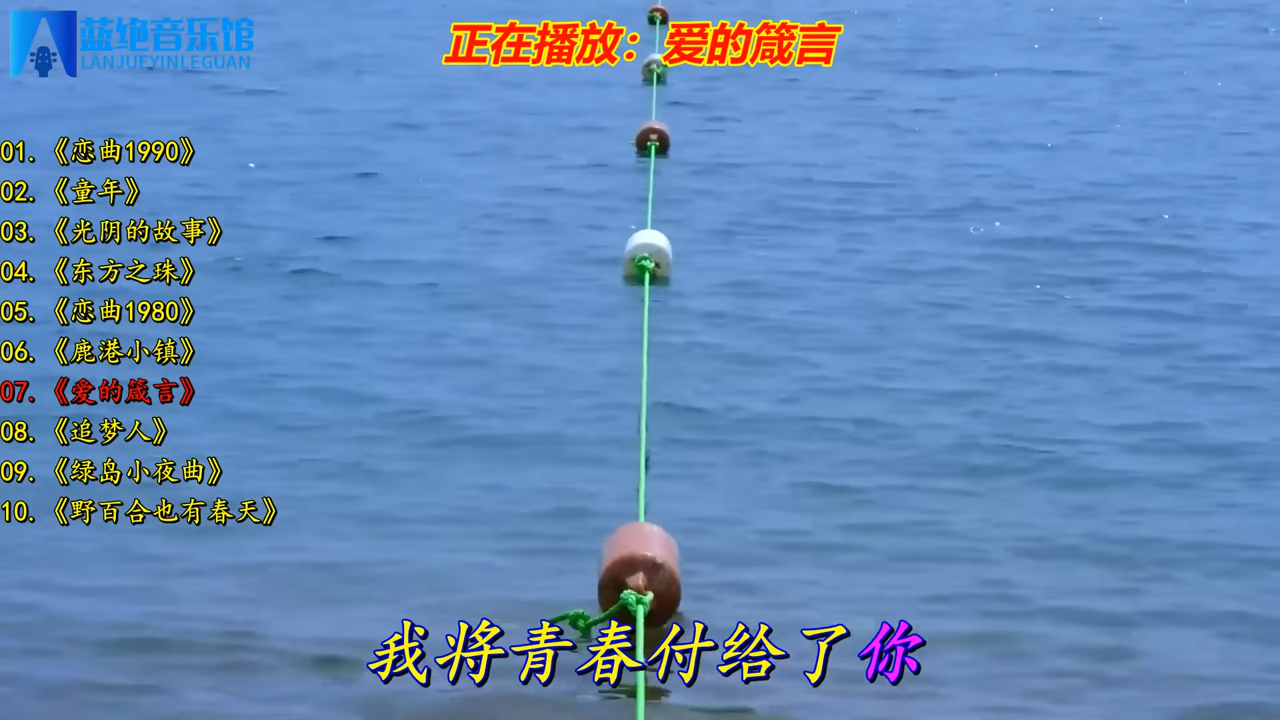 蓝绝音乐馆
LANJUEYINLEGUAN
正在播放：爱的箴言
01.《恋曲1990》
02.《童年》
03.《光阴的故事》
04.《东方之珠》
05.《恋曲1980》
06.《鹿港小镇》
07.《爱的箴言》
08.《追梦人》
09.《绿岛小夜曲》
10.《野百合也有春天》
我将青春付给了你